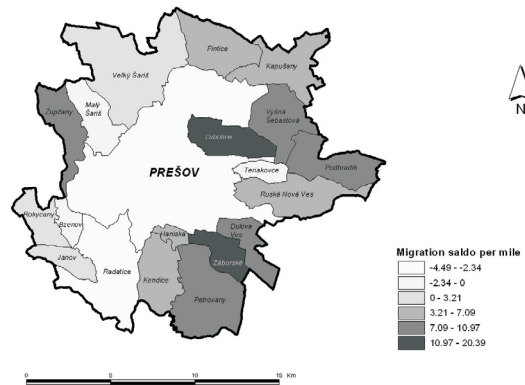 Fintice
Kapušany
Veľký Šariš
Malý
Šariš
Župčany
Vyšná
Šebastová
Ľubotice
PREŠOV
Teriakovce
Podhradík
Ruská Nová Ves
Rokycany
Bzenov
Janov
Radatice
Haniska
Dulova
Ves
Záborské
Kendice
Petrovany
N
Migration saldo per mile
-4.49 - -2.34
-2.34 - 0
0 - 3.21
3.21 - 7.09
7.09 - 10.97
10.97 - 20.39
0 5 10 15 Km